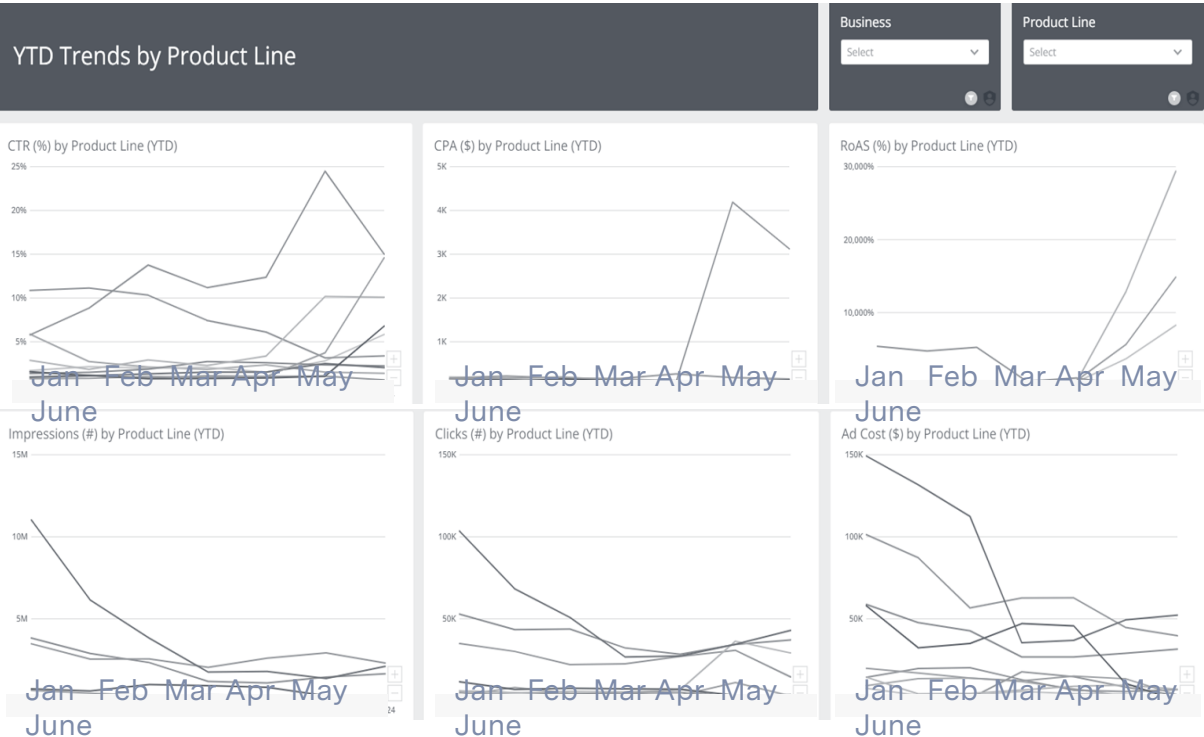 YTD Trends by Product Line
Business
Select
Product Line
Select
CTR (%) by Product Line (YTD)
25%
20%
15%
10%
5%
Jan Feb Mar Apr May
June
CPA ($) by Product Line (YTD)
5K
4K
3K
2K
1K
Jan Feb Mar Apr May
June
RoAS (%) by Product Line (YTD)
30,000%
20,000%
10,000%
Jan Feb Mar Apr May
June
Impressions (#) by Product Line (YTD)
15M
10M
5M
Jan Feb Mar Apr May
24
June
Clicks (#) by Product Line (YTD)
150K
100K
50K
Jan Feb Mar Apr May
June
Ad Cost ($) by Product Line (YTD)
150K
100K
50K
Jan Feb Mar Apr May
June